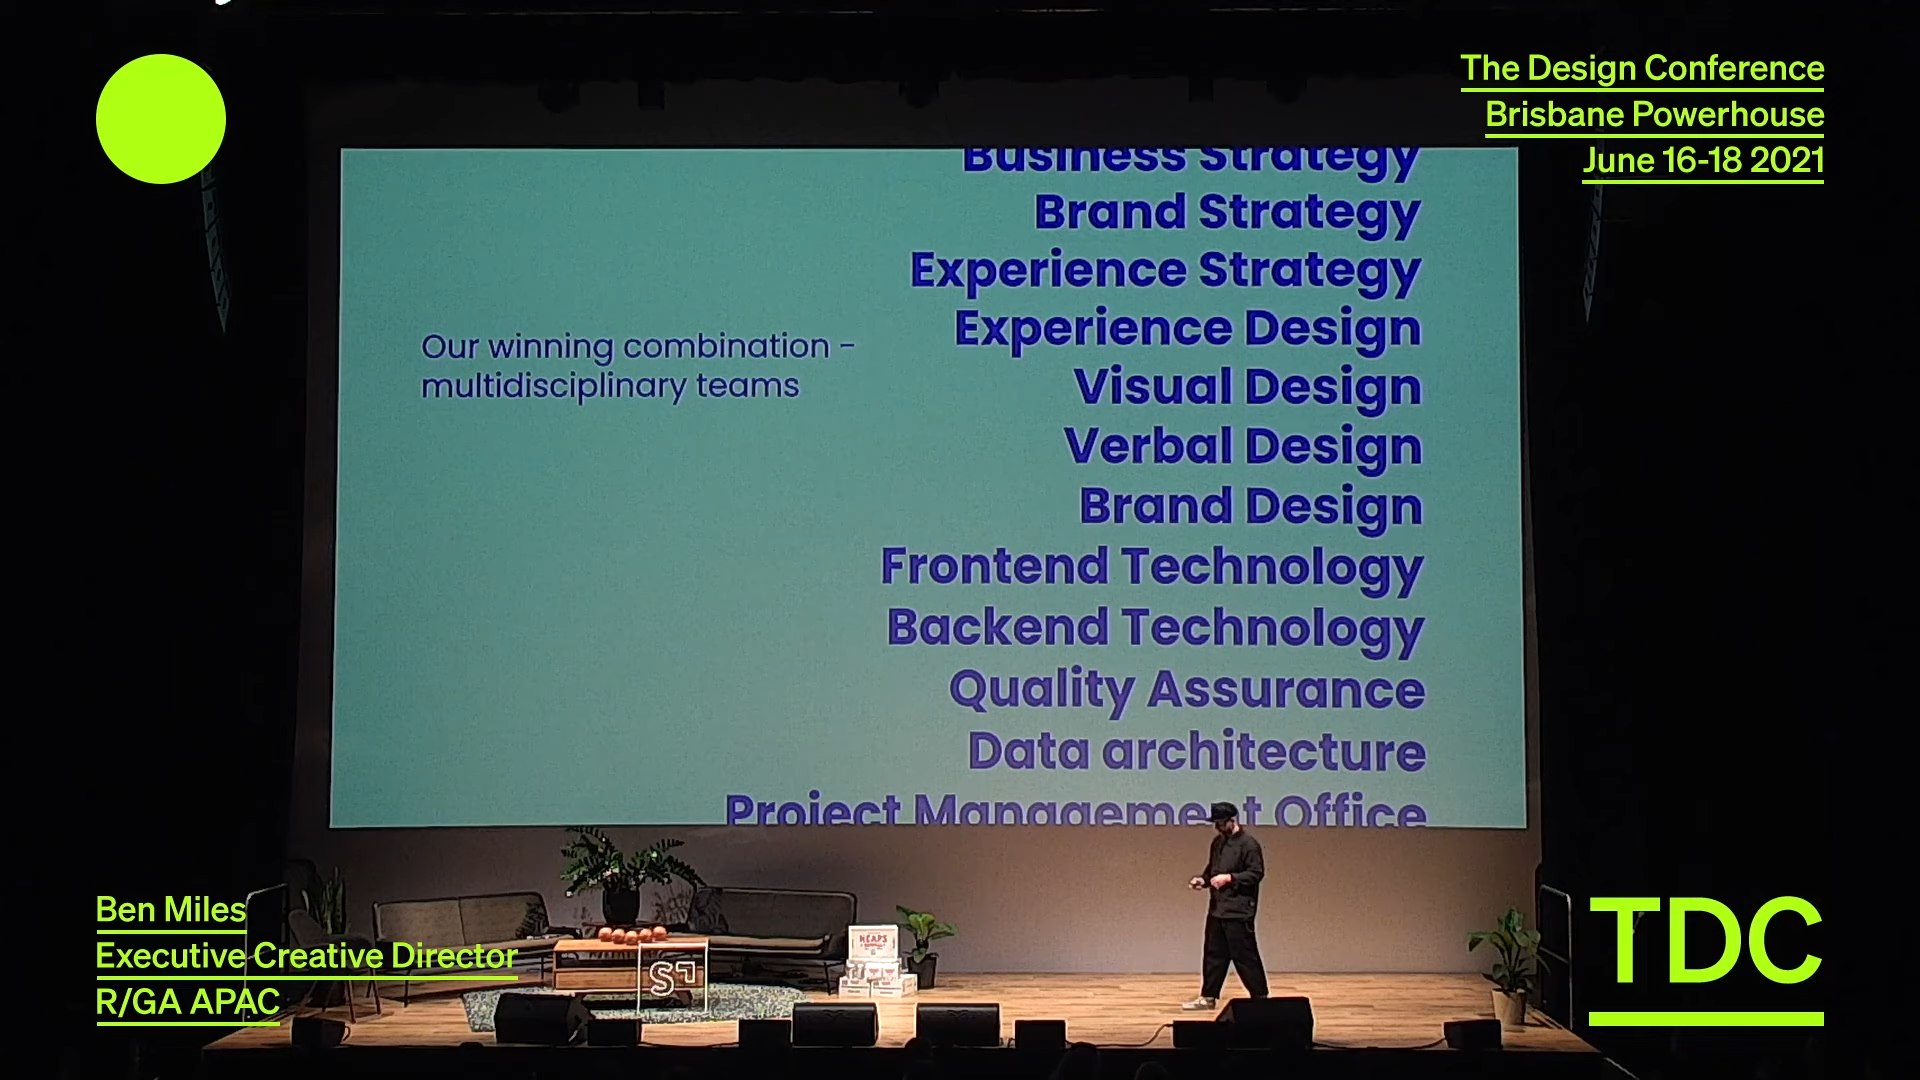 The Design Conference
Brisbane Powerhouse
June 16-18 2021
Business Strategy
Brand Strategy
Experience Strategy
Experience Design
Visual Design
Verbal Design
Brand Design
Frontend Technology
Backend Technology
Quality Assurance
Data architecture
Project Management Office
Our winning combination -
multidisciplinary teams
HEAPS
Ben Miles
Executive Creative Director
R/GA APAC
TDC